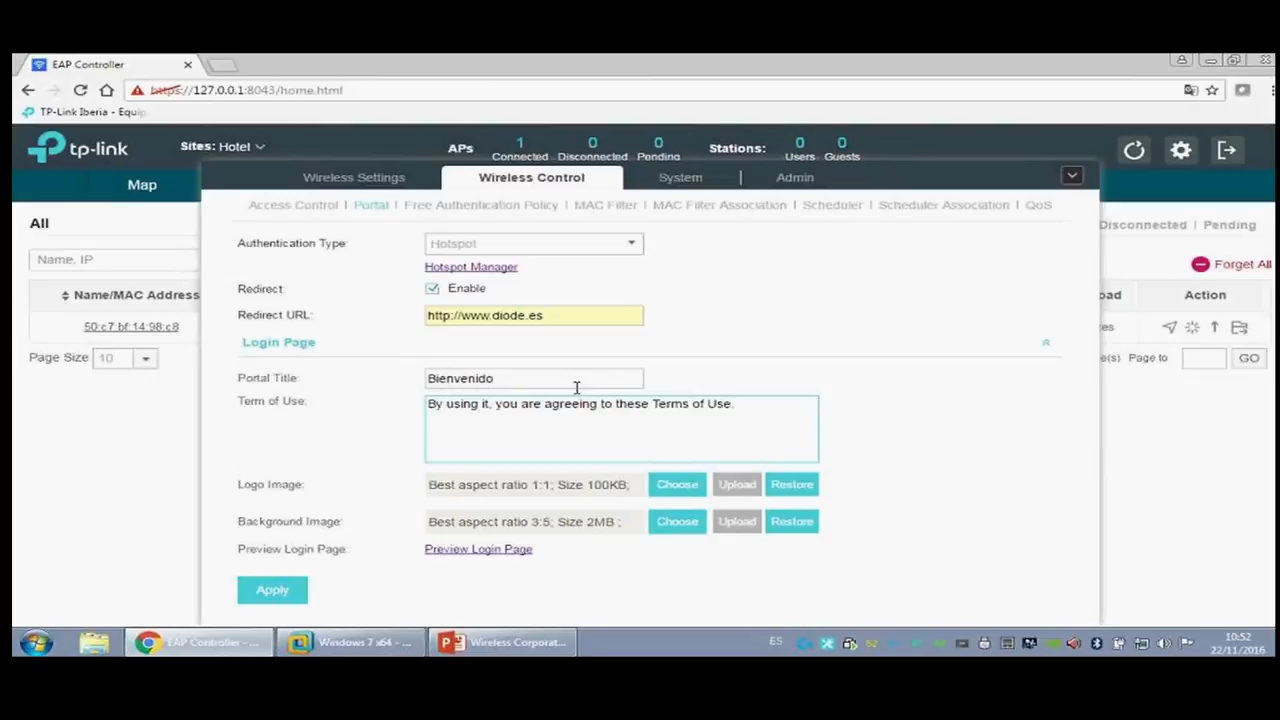 EAP Controller
https://127.0.0.1:8043/home.html
TP-Link Iberia - Equip
tp-link
Sites: Hotel
APs
1
Connected
0
Disconnected
0
Pending
Stations:
0
Users
0
Guests
Map
Wireless Settings
Wireless Control
System
Admin
Access Control | Portal | Free Authentication Policy | MAC Filter | MAC Filter Association | Scheduler | Scheduler Association | QoS
All
Disconnected | Pending
Name, IP
Forget All
Name/MAC Address
oad
Action
50:c7:bf:14:98:c8
tes
Page Size 10
e(s) Page to
GO
Authentication Type:
Hotspot
Hotspot Manager
Redirect:
Enable
Redirect URL:
http://www.diode.es
Login Page
Portal Title:
Bienvenido
Term of Use:
By using it, you are agreeing to these Terms of Use.
Logo Image:
Best aspect ratio 1:1; Size 100KB;
Choose
Upload
Restore
Background Image:
Best aspect ratio 3:5; Size 2MB ;
Choose
Upload
Restore
Preview Login Page:
Preview Login Page
Apply
EAP Controller - ...
Windows 7 x64 - ...
Wireless Corporat...
ES
10:52
22/11/2016